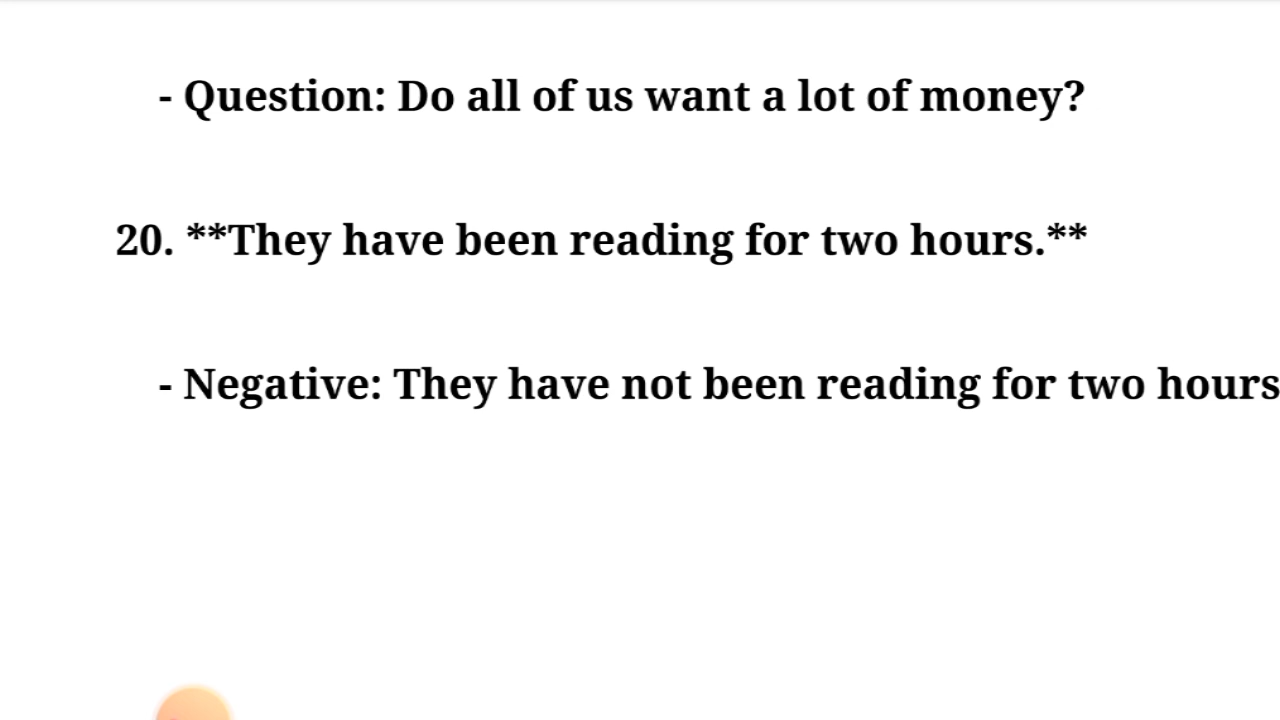 - Question: Do all of us want a lot of money?
20. **They have been reading for two hours.**
- Negative: They have not been reading for two hours